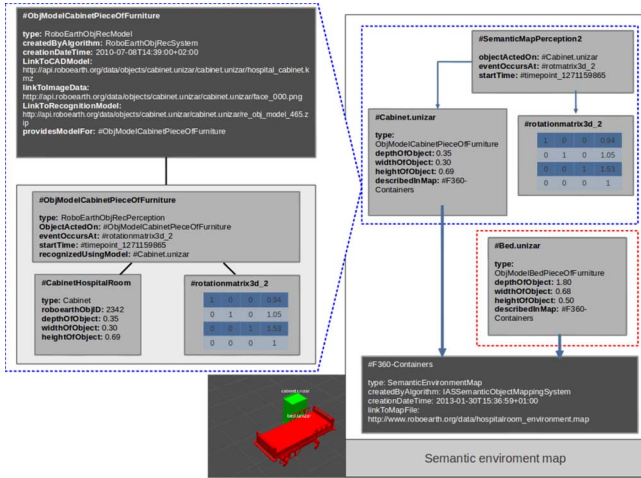 #ObjModelCabinetPieceOfFurniture
type: RoboEarthObjRecModel
createdByAlgorithm: RoboEarthObjRecSystem
creationDateTime: 2010-07-08T14:39:00+02:00
LinkToCADModel:
http://api.roboearth.org/data/objects/cabinet.unizar/cabinet.unizar/hospital_cabinet.k
mz
linkToImageData:
http://api.roboearth.org/data/objects/cabinet.unizar/cabinet.unizar/face_000.png
LinkToRecognitionModel:
http://api.roboearth.org/data/objects/cabinet.unizar/cabinet.unizar/re_obj_model_465.z
ip
providesModelFor: #ObjModelCabinetPieceOfFurniture
#ObjModelCabinetPieceOfFurniture
type: RoboEarthObjRecPerception
ObjectActedOn: #ObjModelCabinetPieceOfFurniture
eventOccursAt: #rotationmatrix3d_2
startTime: #timepoint_1271159865
recognizedUsingModel: #Cabinet.unizar
#CabinetHospitalRoom
type: Cabinet
roboearthObjID: 2342
depthOfObject: 0.35
widthOfObject: 0.30
heightOfObject: 0.69
#rotationmatrix3d_2
1 0 0 0.94
0 1 0 1.05
0 0 1 1.53
0 0 0 1
#SemanticMapPerception2
objectActedOn: #Cabinet.unizar
eventOccursAt: #rotmatrix3d_2
startTime: #timepoint_1271159865
#Cabinet.unizar
type:
ObjModelCabinetPieceOfFurniture
depthOfObject: 0.35
widthOfObject: 0.30
heightOfObject: 0.69
describedInMap: #F360-
Containers
#rotationmatrix3d_2
1 0 0 0.94
0 1 0 1.05
0 0 1 1.53
0 0 0 1
#Bed.unizar
type:
ObjModelBedPieceOfFurniture
depthOfObject: 1.80
widthOfObject: 0.68
heightOfObject: 0.50
describedInMap: #F360-
Containers
#F360-Containers
type: SemanticEnvironmentMap
createdByAlgorithm: IASSemanticObjectMappingSystem
creationDateTime: 2013-01-30T15:36:59+01:00
linkToMapFile:
http://www.roboearth.org/data/hospitalroom_environment.map
cabinet.unizar
bed.unizar
Semantic enviroment map